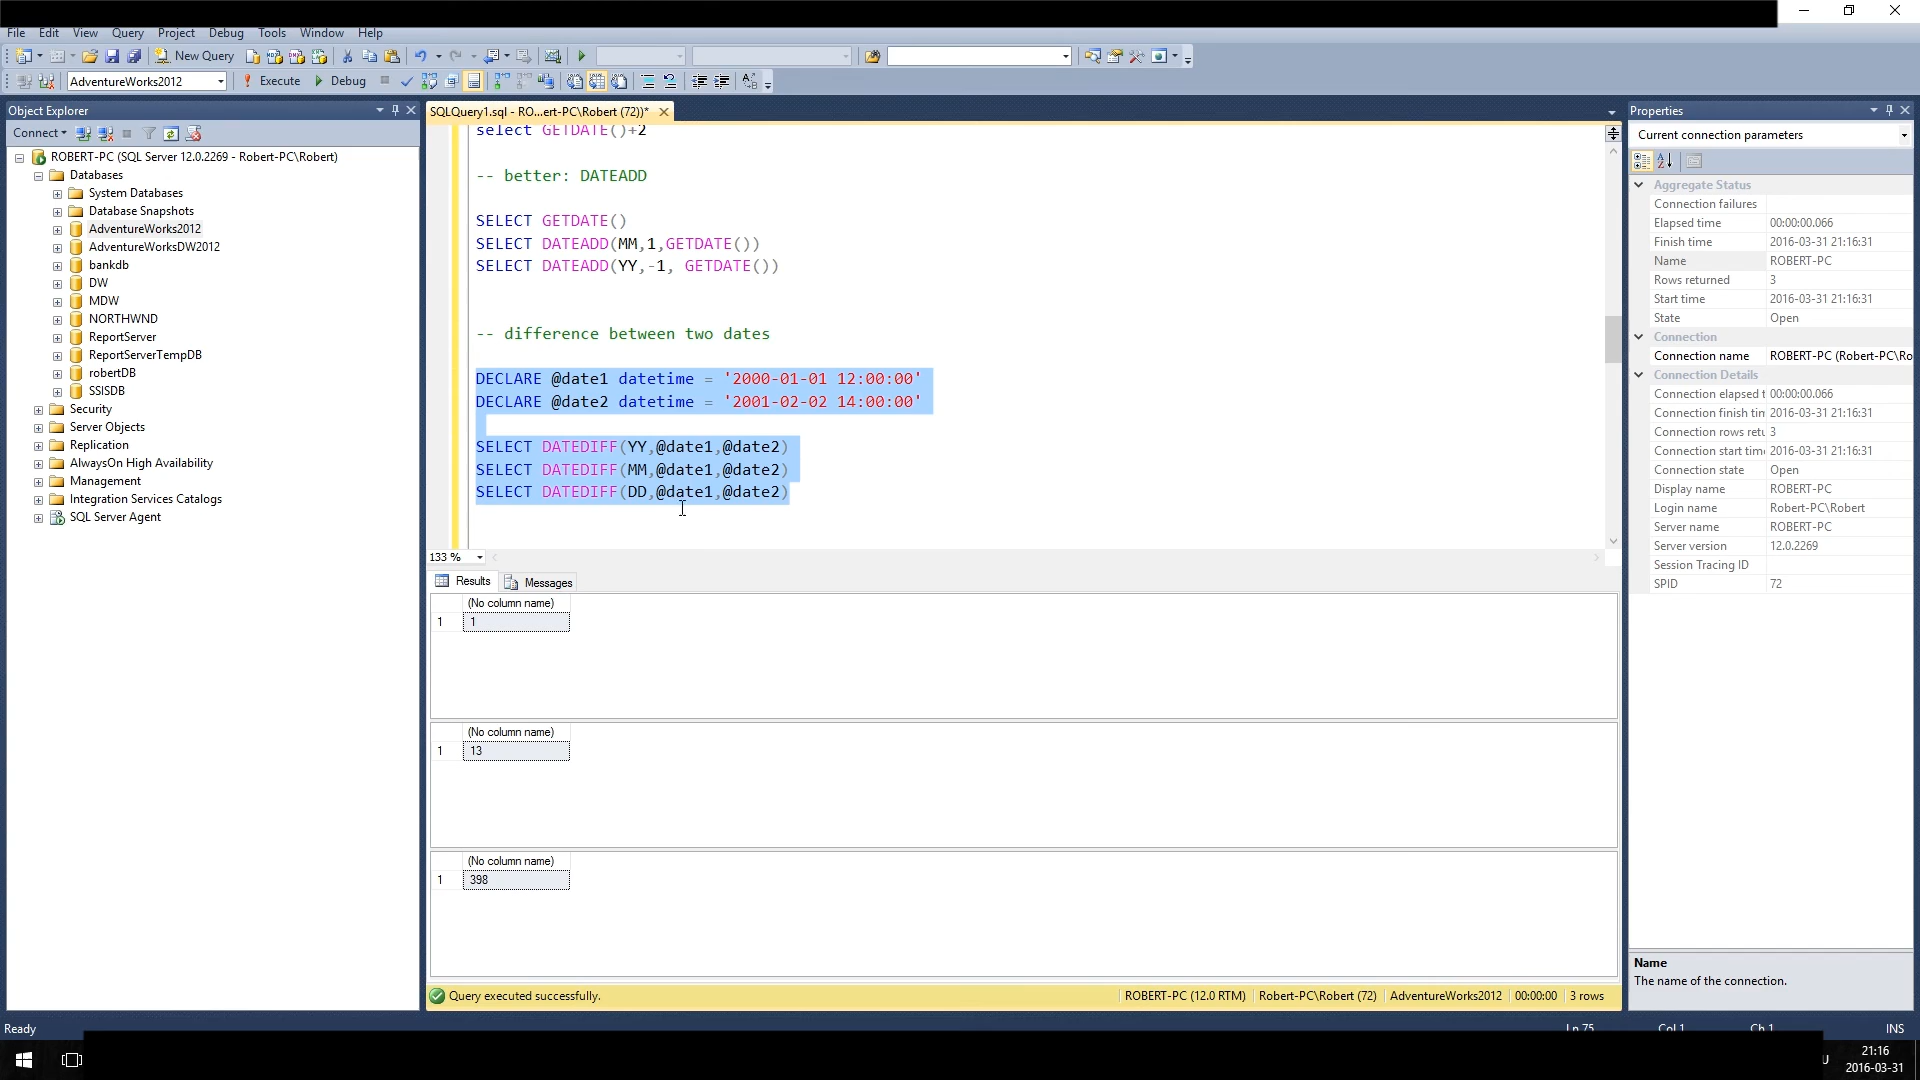 File Edit View Query Project Debug Tools Window Help
New Query
AdventureWorks2012 Execute Debug
Object Explorer
Connect
ROBERT-PC (SQL Server 12.0.2269 - Robert-PC\Robert)
Databases
System Databases
Database Snapshots
AdventureWorks2012
AdventureWorksDW2012
bankdb
DW
MDW
NORTHWND
ReportServer
ReportServerTempDB
robertDB
SSISDB
Security
Server Objects
Replication
AlwaysOn High Availability
Management
Integration Services Catalogs
SQL Server Agent
SQLQuery1.sql - RO...ert-PC\Robert (72))*
select GETDATE()+2
-- better: DATEADD
SELECT GETDATE()
SELECT DATEADD(MM,1,GETDATE())
SELECT DATEADD(YY,-1, GETDATE())
-- difference between two dates
DECLARE @date1 datetime = '2000-01-01 12:00:00'
DECLARE @date2 datetime = '2001-02-02 14:00:00'
SELECT DATEDIFF(YY,@date1,@date2)
SELECT DATEDIFF(MM,@date1,@date2)
SELECT DATEDIFF(DD,@date1,@date2)
133 %
Results Messages
(No column name)
1 1
(No column name)
1 13
(No column name)
1 398
Query executed successfully. ROBERT-PC (12.0 RTM) Robert-PC\Robert (72) AdventureWorks2012 00:00:00 3 rows
Properties
Current connection parameters
Aggregate Status
Connection failures
Elapsed time 00:00:00.066
Finish time 2016-03-31 21:16:31
Name ROBERT-PC
Rows returned 3
Start time 2016-03-31 21:16:31
State Open
Connection
Connection name ROBERT-PC (Robert-PC\Ro
Connection Details
Connection elapsed t 00:00:00.066
Connection finish tin 2016-03-31 21:16:31
Connection rows retu 3
Connection start time 2016-03-31 21:16:31
Connection state Open
Display name ROBERT-PC
Login name Robert-PC\Robert
Server name ROBERT-PC
Server version 12.0.2269
Session Tracing ID
SPID 72
Name
The name of the connection.
Ready Ln 75 Col 1 Ch 1 INS
21:16
2016-03-31